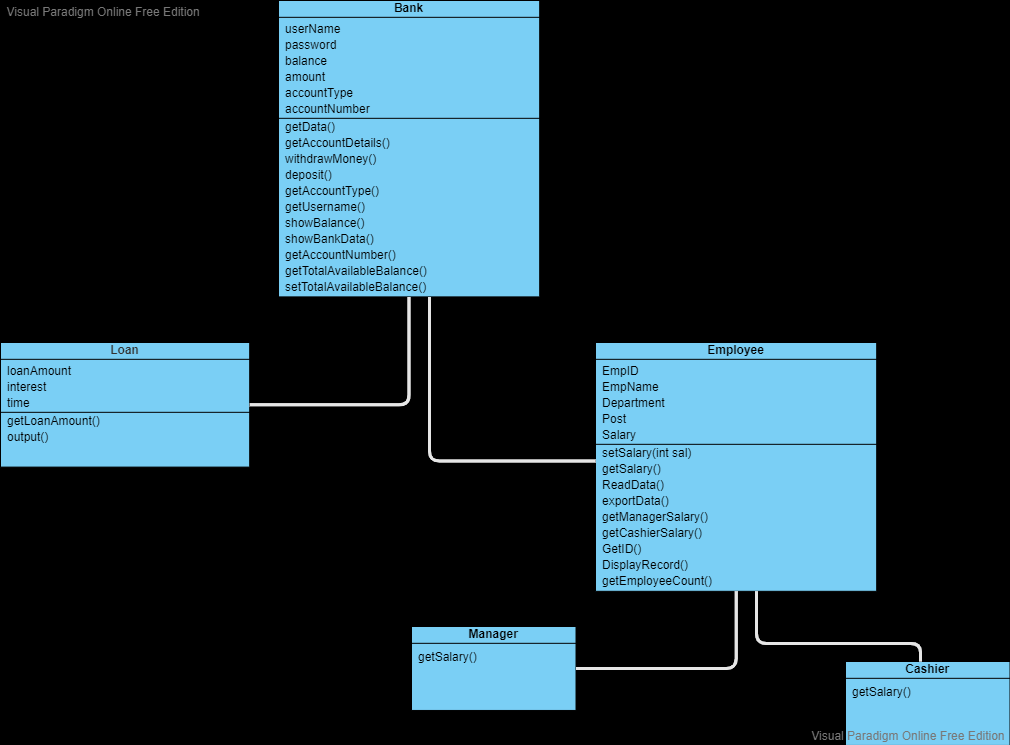 Visual Paradigm Online Free Edition
Bank
userName
password
balance
amount
accountType
accountNumber
getData()
getAccountDetails()
withdrawMoney()
deposit()
getAccountType()
getUsername()
showBalance()
showBankData()
getAccountNumber()
getTotalAvailableBalance()
setTotalAvailableBalance()
Loan
loanAmount
interest
time
getLoanAmount()
output()
Employee
EmpID
EmpName
Department
Post
Salary
setSalary(int sal)
getSalary()
ReadData()
exportData()
getManagerSalary()
getCashierSalary()
GetID()
DisplayRecord()
getEmployeeCount()
Manager
getSalary()
Cashier
getSalary()
Visual Paradigm Online Free Edition